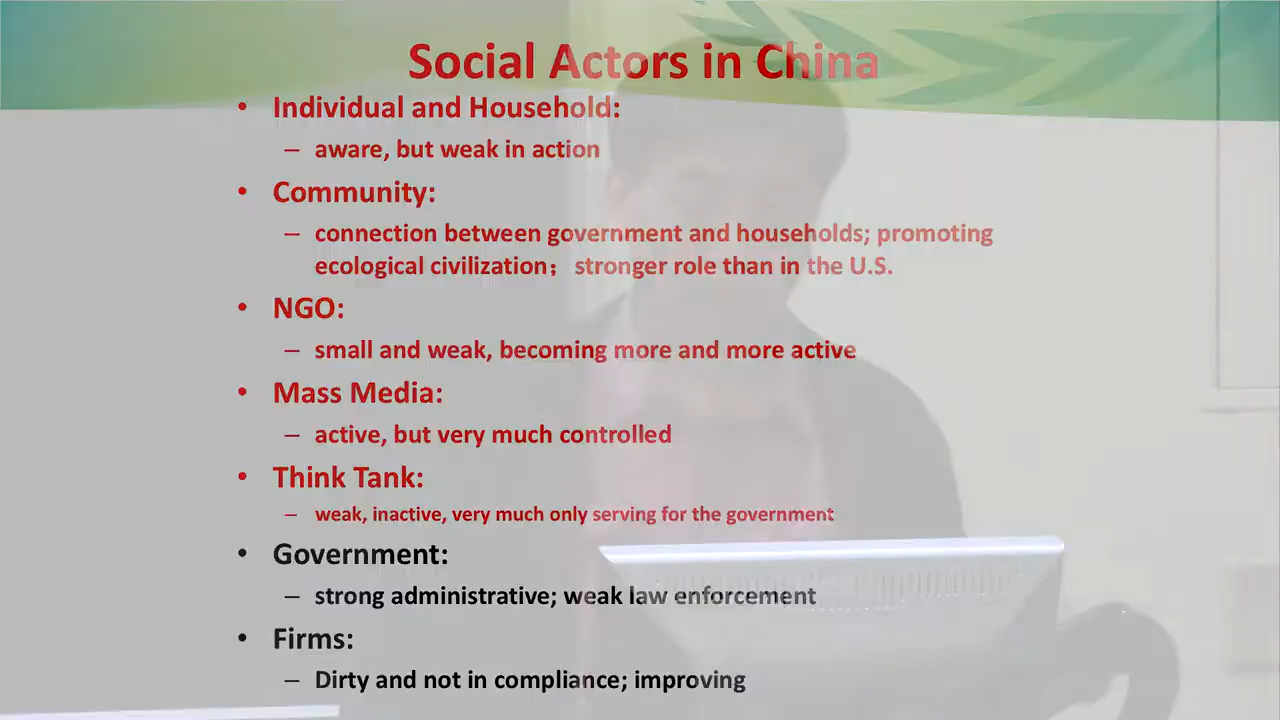 Social Actors in China
• Individual and Household:
– aware, but weak in action
• Community:
– connection between government and households; promoting
ecological civilization； stronger role than in the U.S.
• NGO:
– small and weak, becoming more and more active
• Mass Media:
– active, but very much controlled
• Think Tank:
– weak, inactive, very much only serving for the government
• Government:
– strong administrative; weak law enforcement
• Firms:
– Dirty and not in compliance; improving